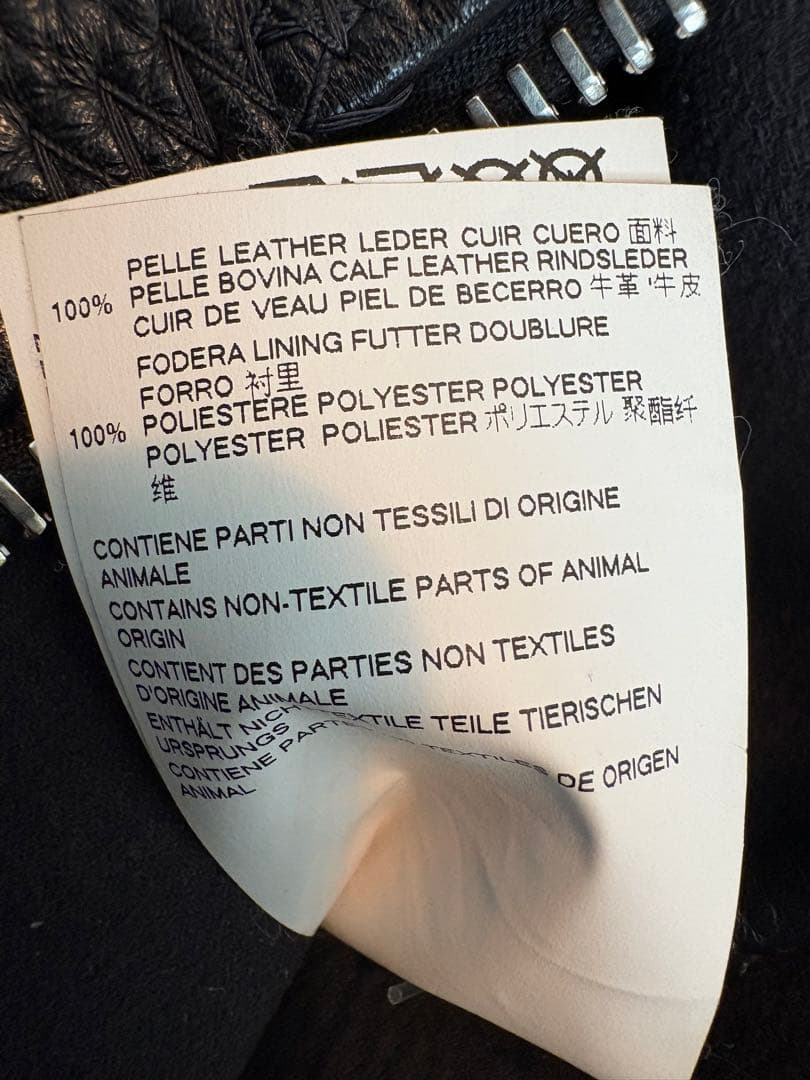 PELLE LEATHER LEDER CUIR CUERO 面料
100% PELLE BOVINA CALF LEATHER RINDSLEDER
CUIR DE VEAU PIEL DE BECERRO 牛革 '牛皮
FODERA LINING FUTTER DOUBLURE
FORRO 衬里
100% POLIESTERE POLYESTER POLYESTER
POLYESTER POLIESTER ポリエステル 聚酯纤
维
CONTIENE PARTI NON TESSILI DI ORIGINE
ANIMALE
CONTAINS NON-TEXTILE PARTS OF ANIMAL
ORIGIN
CONTIENT DES PARTIES NON TEXTILES
D'ORIGINE ANIMALE
ENTHÄLT TEILE TIERISCHEN
URSPRUNGS
CONTIENE TEXTILES DE ORIGEN
ANIMAL